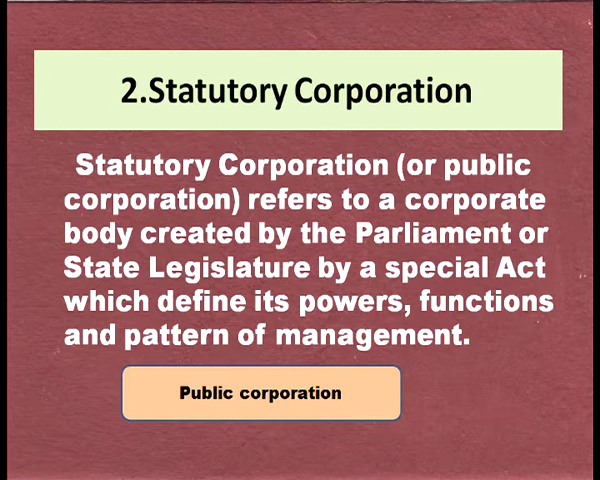 2.Statutory Corporation
Statutory Corporation (or public
corporation) refers to a corporate
body created by the Parliament or
State Legislature by a special Act
which define its powers, functions
and pattern of management.
Public corporation